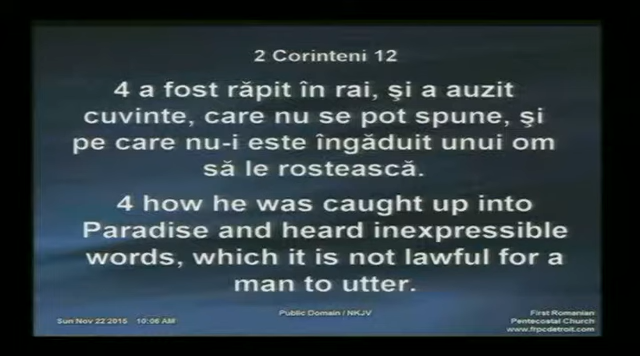 2 Corinteni 12
4 a fost răpit în rai, şi a auzit
cuvinte, care nu se pot spune, şi
pe care nu-i este îngăduit unui om
să le rostească.
4 how he was caught up into
Paradise and heard inexpressible
words, which it is not lawful for a
man to utter.
Public Domain / NKJV
Sun Nov 22 2015 10:06 AM
First Romanian
Pentecostal Church
www.frpcdetroit.com